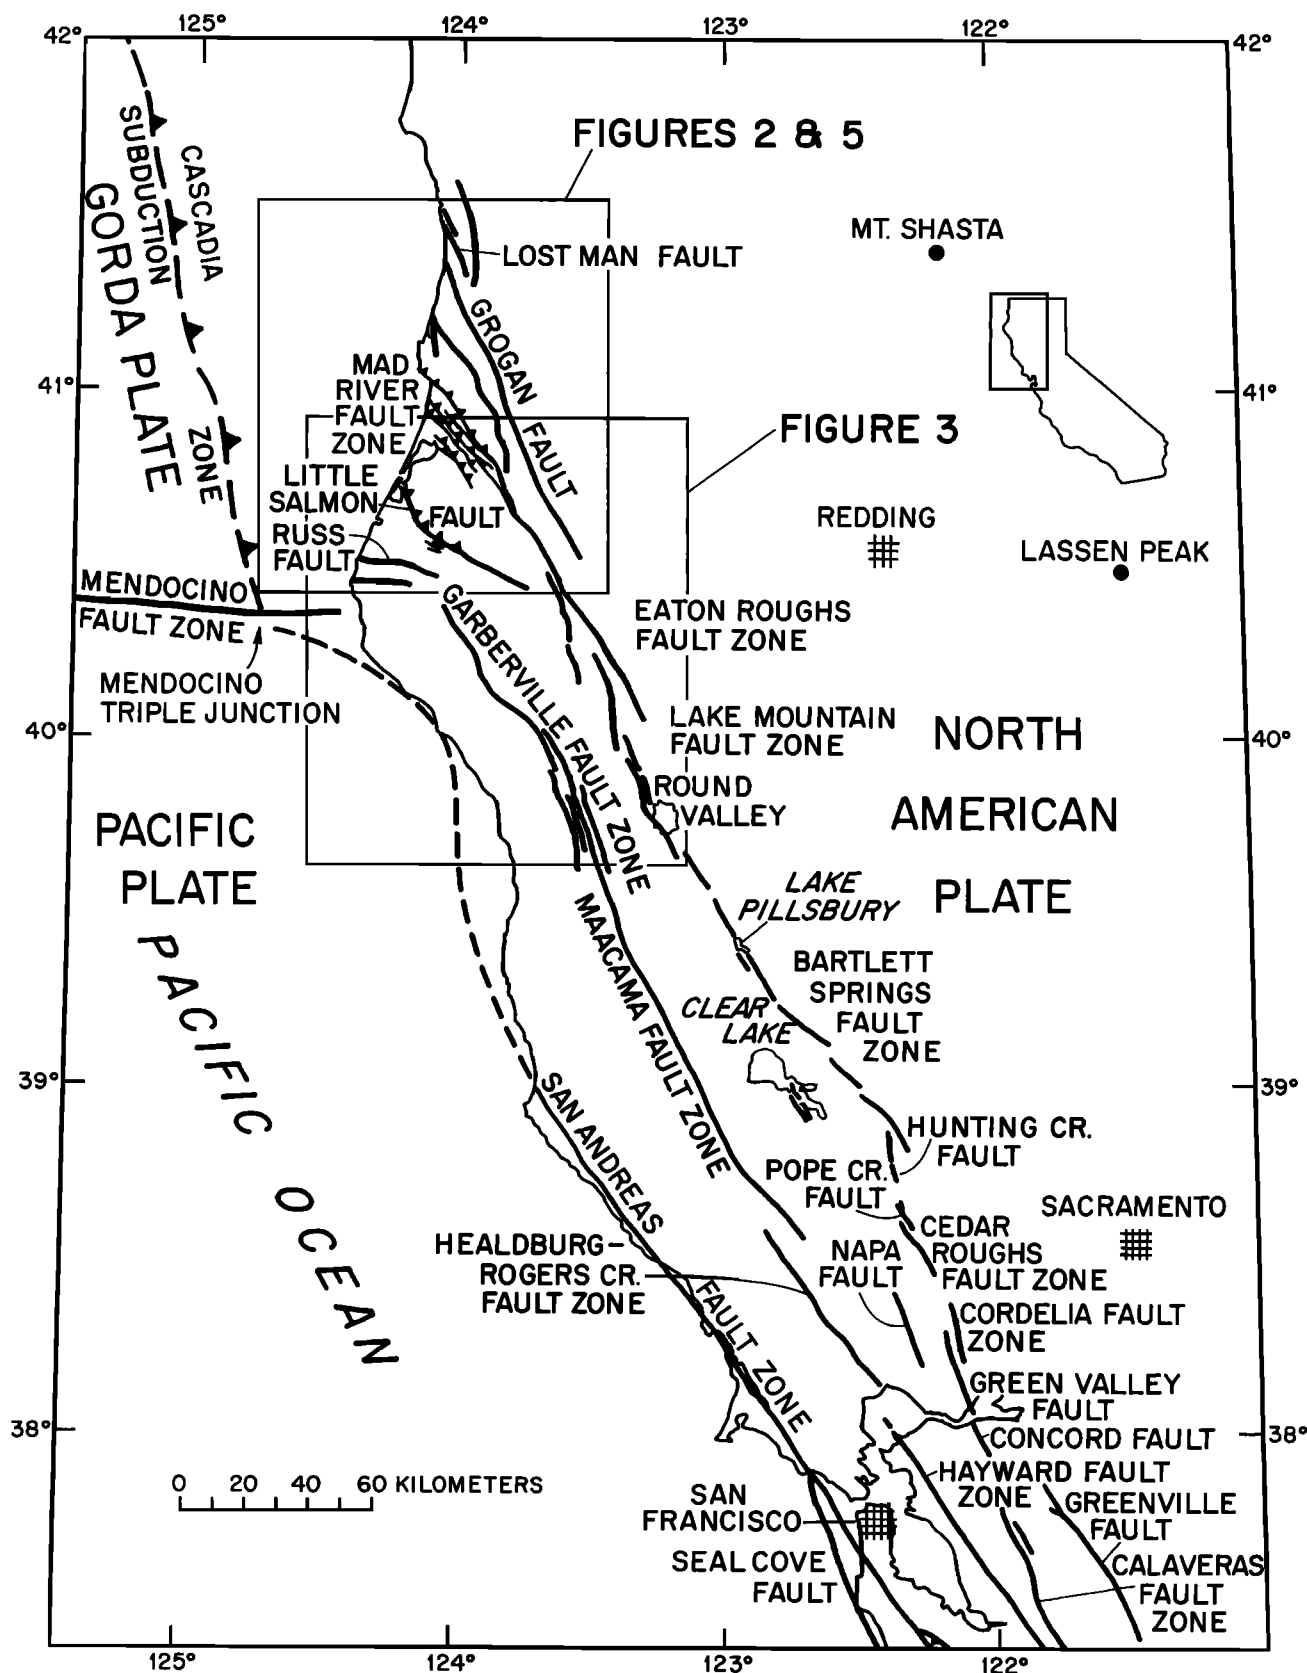 125°
124°
123°
122°
42°
42°
CASCADIA
SUBDUCTION
ZONE
GORDA PLATE
FIGURES 2 & 5
LOST MAN FAULT
MT. SHASTA
GROGAN FAULT
41°
41°
MAD
RIVER
FAULT
ZONE
FIGURE 3
LITTLE
SALMON
FAULT
RUSS
FAULT
REDDING
LASSEN PEAK
MENDOCINO
FAULT ZONE
MENDOCINO
TRIPLE JUNCTION
GARBERVILLE FAULT ZONE
EATON ROUGHS
FAULT ZONE
LAKE MOUNTAIN
FAULT ZONE
40°
40°
ROUND
VALLEY
NORTH
AMERICAN
PLATE
PACIFIC
PLATE
PACIFIC OCEAN
LAKE
PILLSBURY
MAACAMA FAULT ZONE
BARTLETT
SPRINGS
FAULT
ZONE
CLEAR
LAKE
39°
39°
SAN ANDREAS
FAULT ZONE
HUNTING CR.
FAULT
POPE CR.
FAULT
SACRAMENTO
CEDAR
ROUGHS
FAULT ZONE
HEALDBURG-
ROGERS CR.
FAULT ZONE
NAPA
FAULT
CORDELIA FAULT
ZONE
GREEN VALLEY
FAULT
38°
38°
CONCORD FAULT
HAYWARD FAULT
ZONE
GREENVILLE
FAULT
0 20 40 60 KILOMETERS
SAN
FRANCISCO
SEAL COVE
FAULT
CALAVERAS
FAULT
ZONE
125°
124°
123°
122°